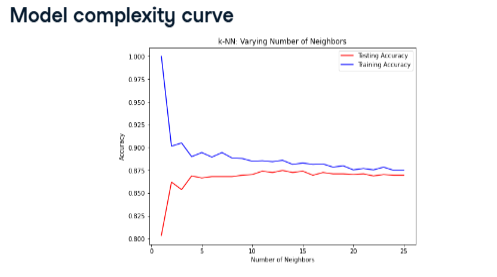 Model complexity curve
k-NN: Varying Number of Neighbors
Testing Accuracy
Training Accuracy
Accuracy
1.000
0.975
0.950
0.925
0.900
0.875
0.850
0.825
0.800
0 5 10 15 20 25
Number of Neighbors